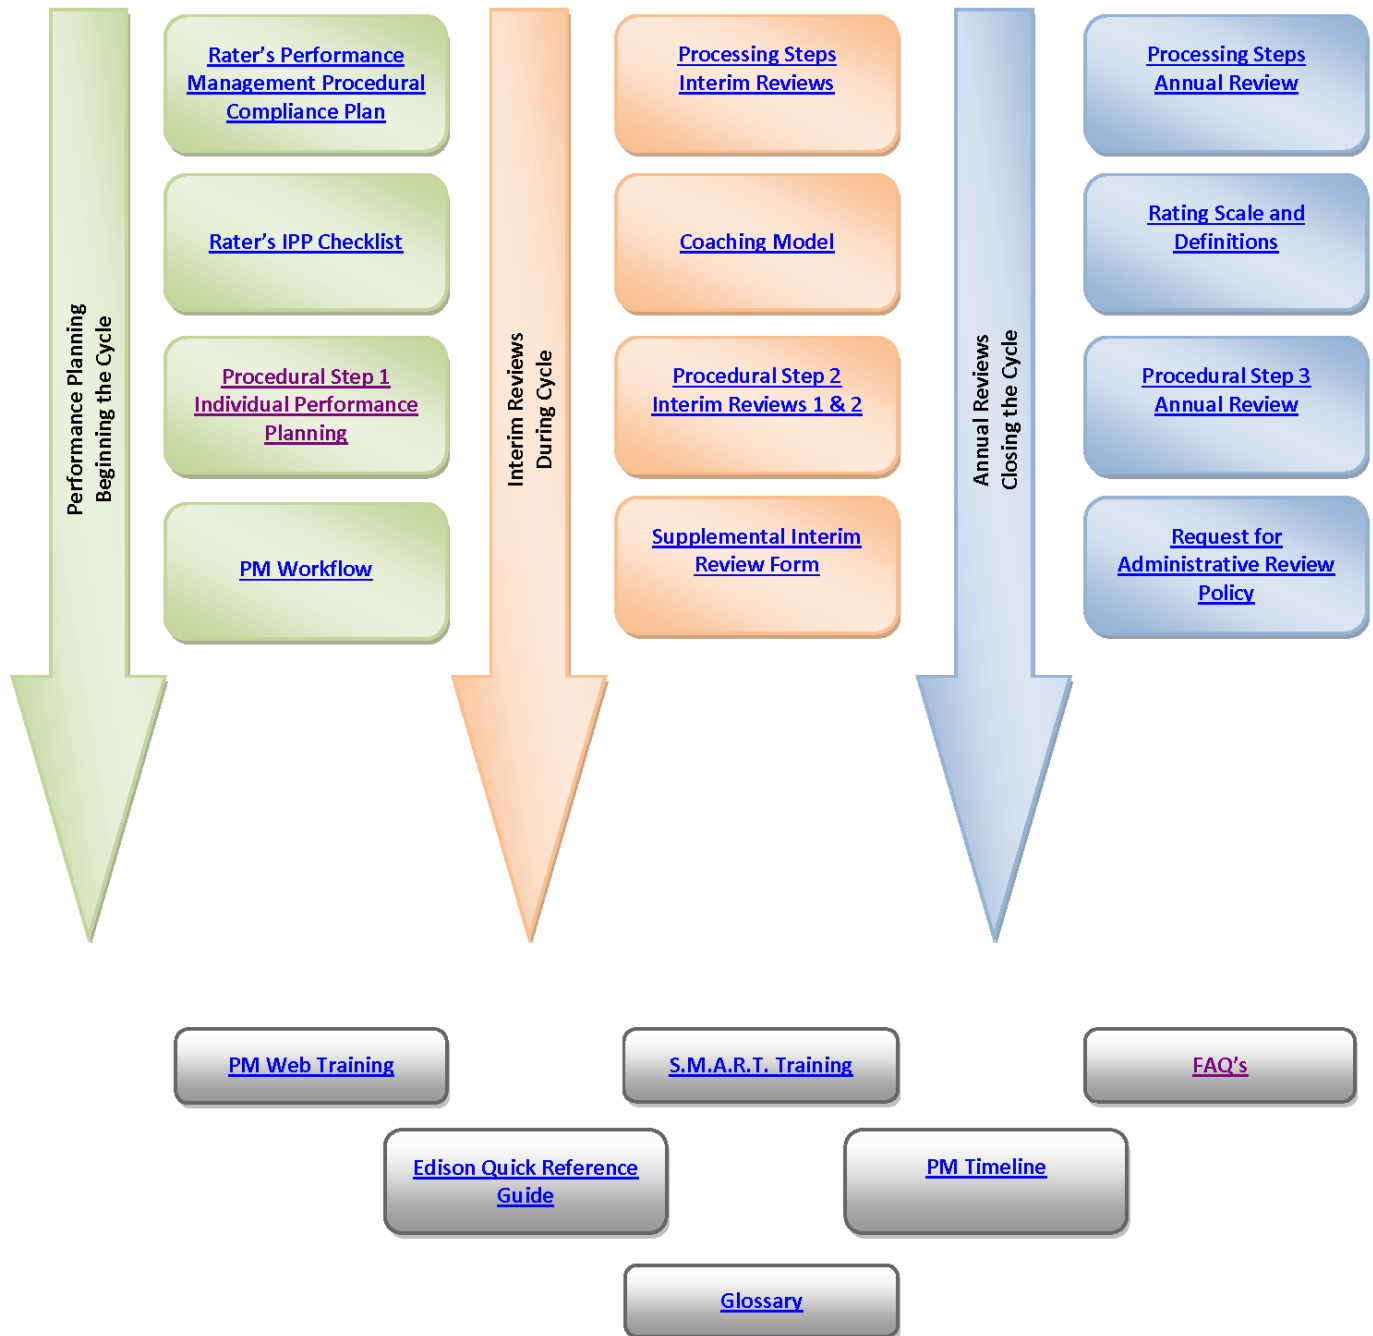 Performance Planning
Beginning the Cycle
Rater's Performance
Management Procedural
Compliance Plan
Rater's IPP Checklist
Procedural Step 1
Individual Performance
Planning
PM Workflow
Interim Reviews
During Cycle
Processing Steps
Interim Reviews
Coaching Model
Procedural Step 2
Interim Reviews 1 & 2
Supplemental Interim
Review Form
Annual Reviews
Closing the Cycle
Processing Steps
Annual Review
Rating Scale and
Definitions
Procedural Step 3
Annual Review
Request for
Administrative Review
Policy
PM Web Training
S.M.A.R.T. Training
FAQ's
Edison Quick Reference
Guide
PM Timeline
Glossary